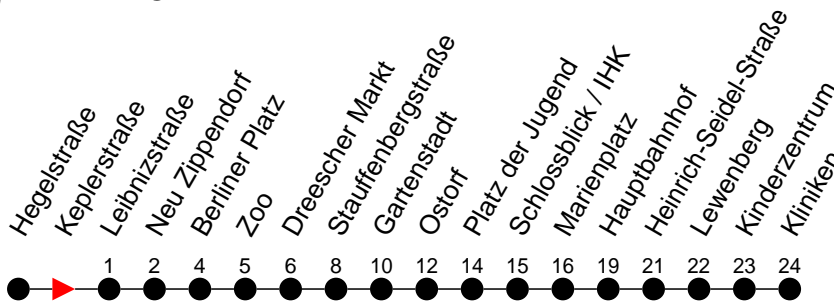 Hegelstraße
Keplerstraße
Leibnizstraße
Neu Zippendorf
Berliner Platz
Zoo
Dreescher Markt
Stauffenbergstraße
Gartenstadt
Ostorf
Platz der Jugend
Schlossblick / IHK
Marienplatz
Hauptbahnhof
Heinrich-Seidel-Straße
Lewenberg
Kinderzentrum
Kliniken
1 2 4 5 6 8 10 12 14 15 16 19 21 22 23 24